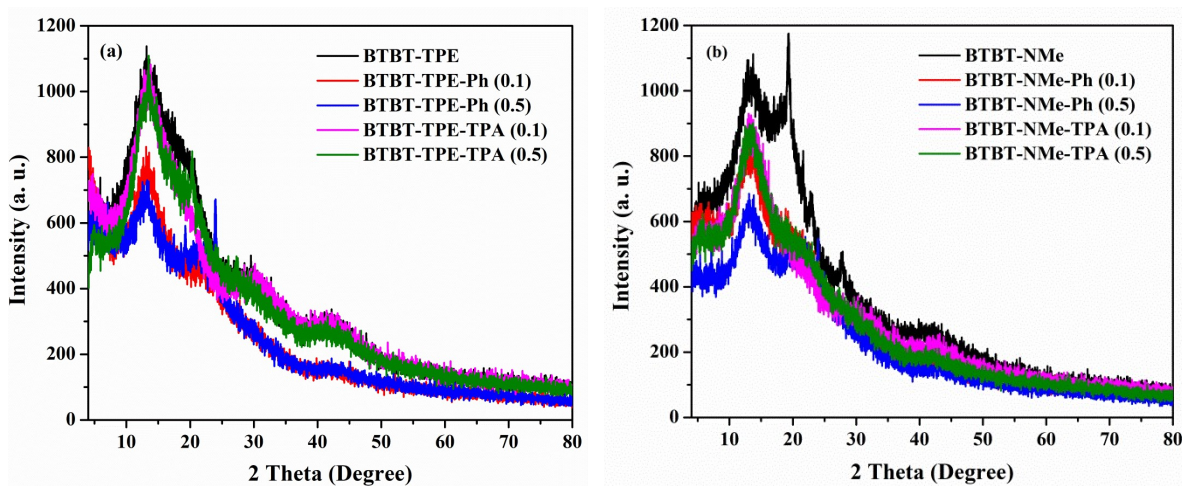 (a)
BTBT-TPE
BTBT-TPE-Ph (0.1)
BTBT-TPE-Ph (0.5)
BTBT-TPE-TPA (0.1)
BTBT-TPE-TPA (0.5)
Intensity (a. u.)
1200
1000
800
600
400
200
0
10 20 30 40 50 60 70 80
2 Theta (Degree)
(b)
BTBT-NMe
BTBT-NMe-Ph (0.1)
BTBT-NMe-Ph (0.5)
BTBT-NMe-TPA (0.1)
BTBT-NMe-TPA (0.5)
Intensity (a. u.)
1200
1000
800
600
400
200
0
10 20 30 40 50 60 70 80
2 Theta (Degree)